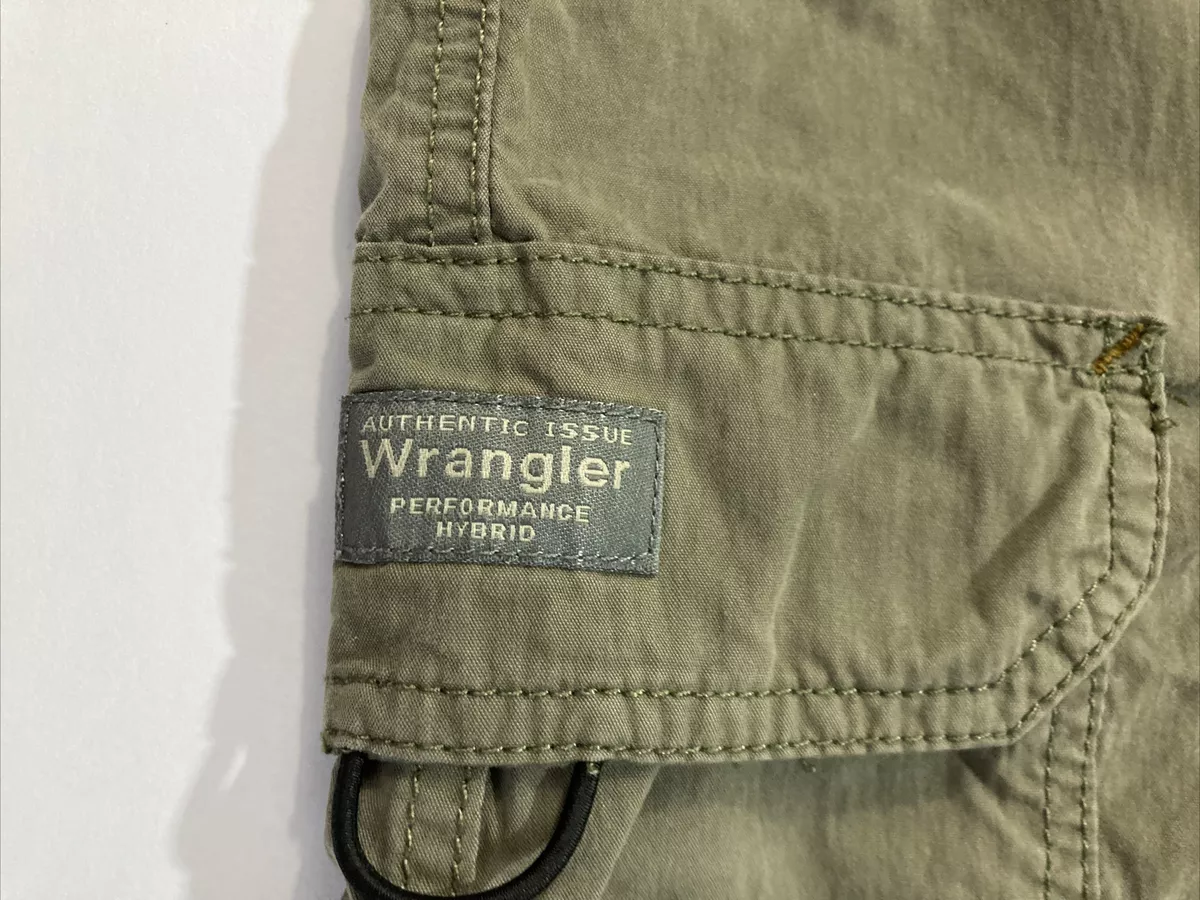 AUTHENTIC ISSUE
Wrangler
PERFORMANCE
HYBRID